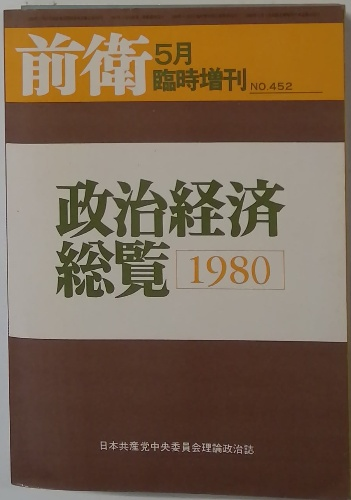 前衛
5月
臨時増刊 NO.452
政治経済
総覧 1980
日本共産党中央委員会理論政治誌